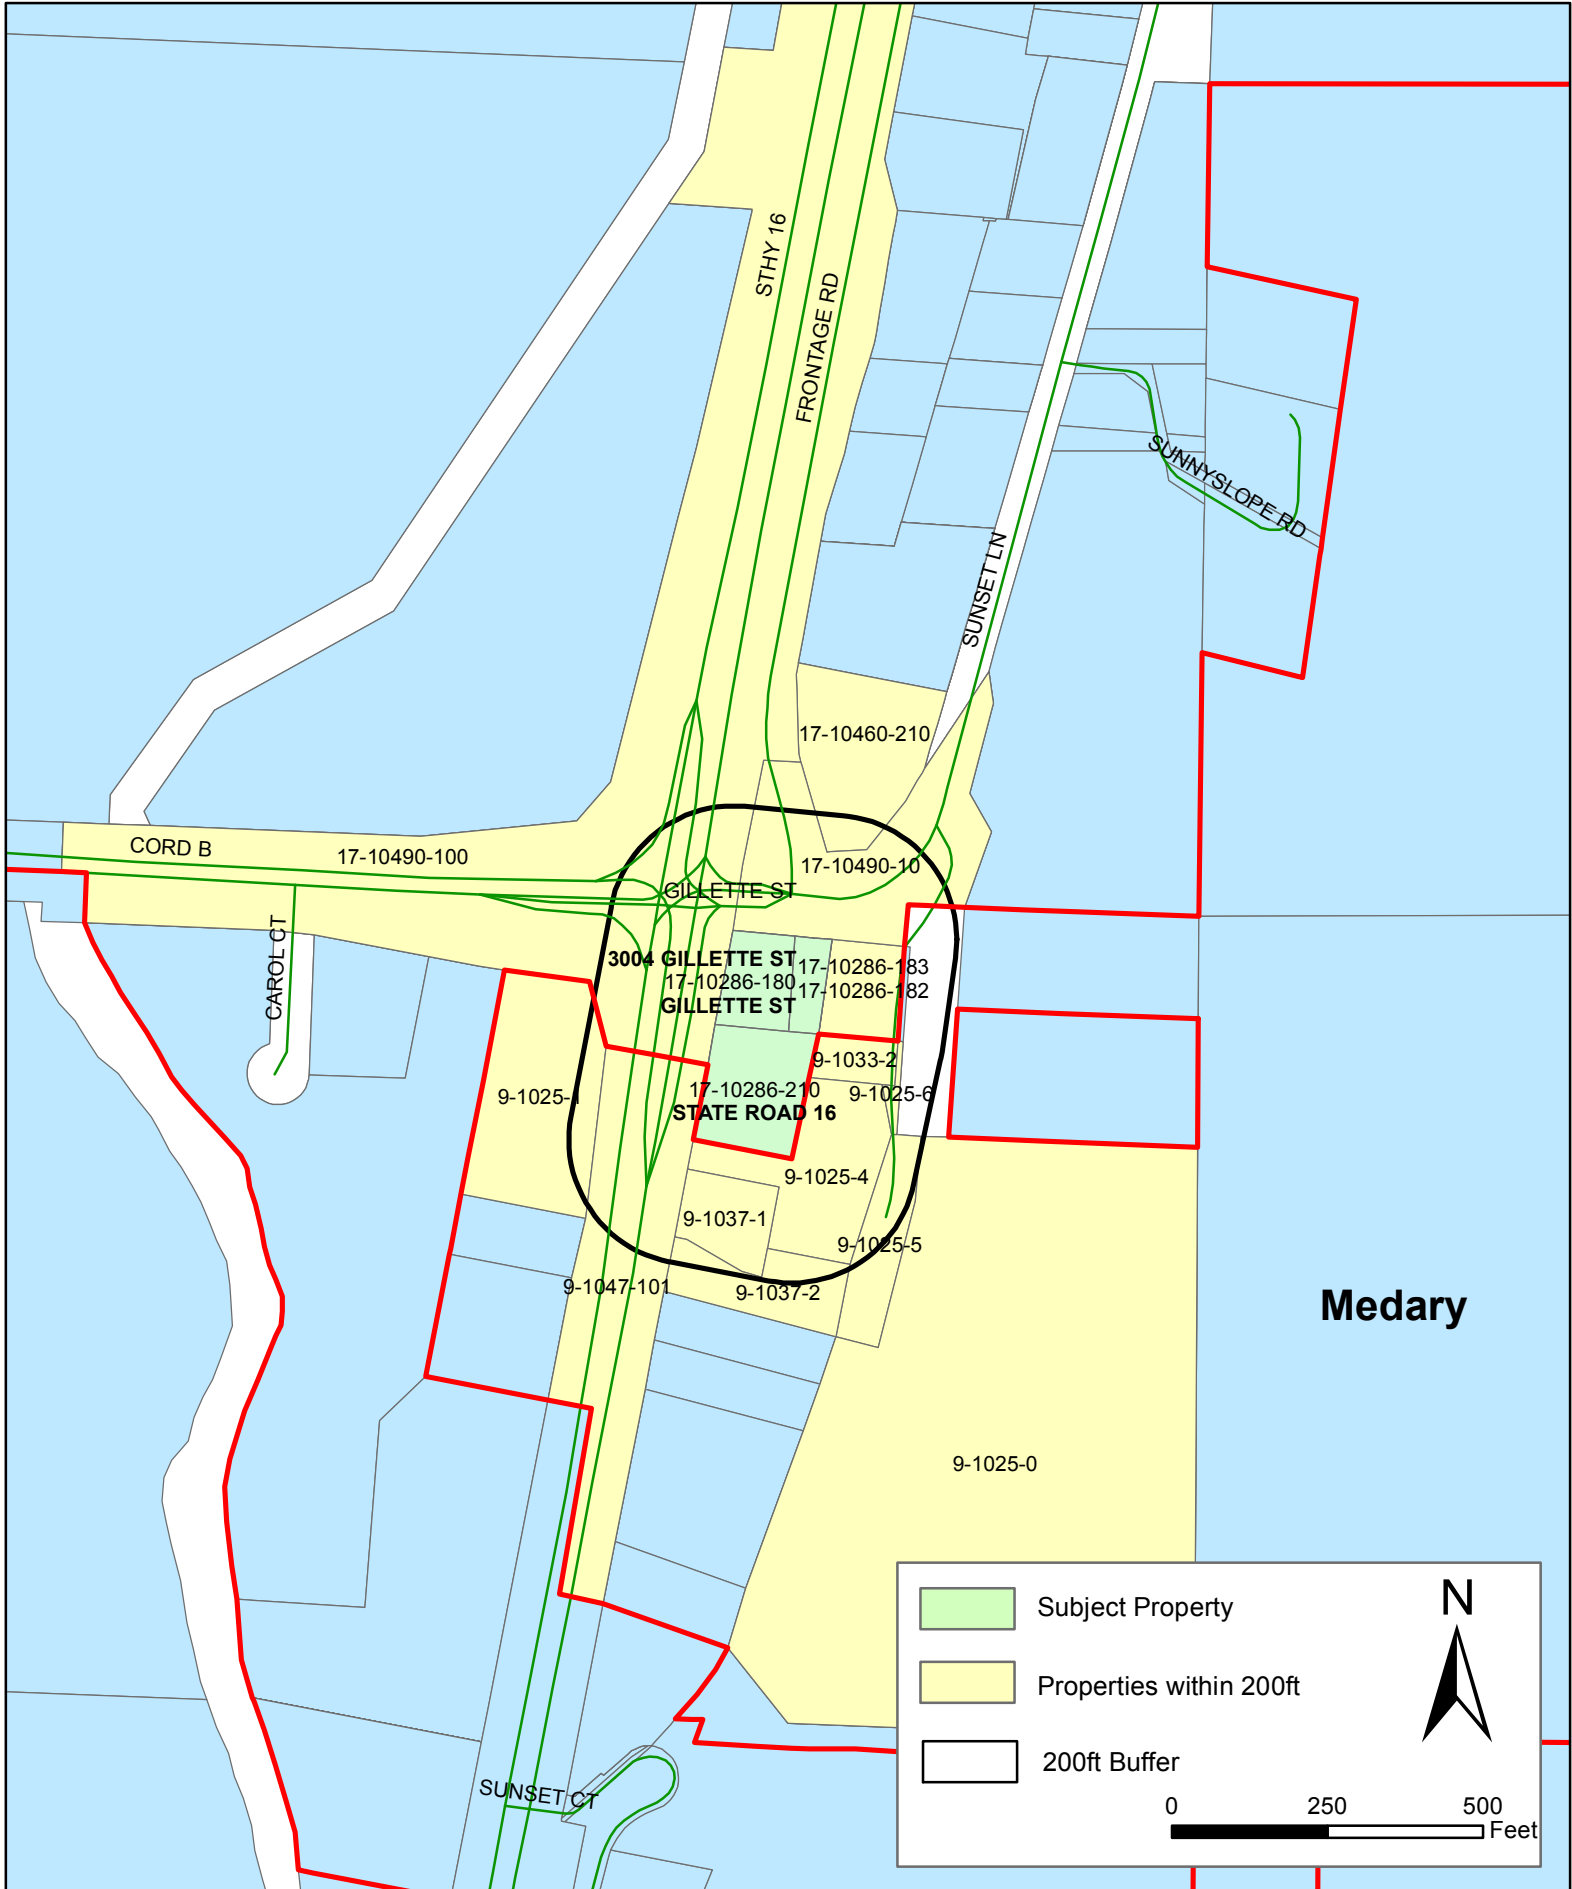 STHY 16
FRONTAGE RD
SUNNYSLOPE RD
SUNSET LN
17-10460-210
CORD B
17-10490-100
17-10490-10
GILLETTE ST
CAROL CT
3004 GILLETTE ST
17-10286-180
GILLETTE ST
17-10286-183
17-10286-182
9-1033-2
9-1025-1
17-10286-210
9-1025-6
STATE ROAD 16
9-1025-4
9-1037-1
9-1025-5
9-1047-101
9-1037-2
Medary
9-1025-0
SUNSET CT
Subject Property
Properties within 200ft
200ft Buffer
N
0 250 500
Feet